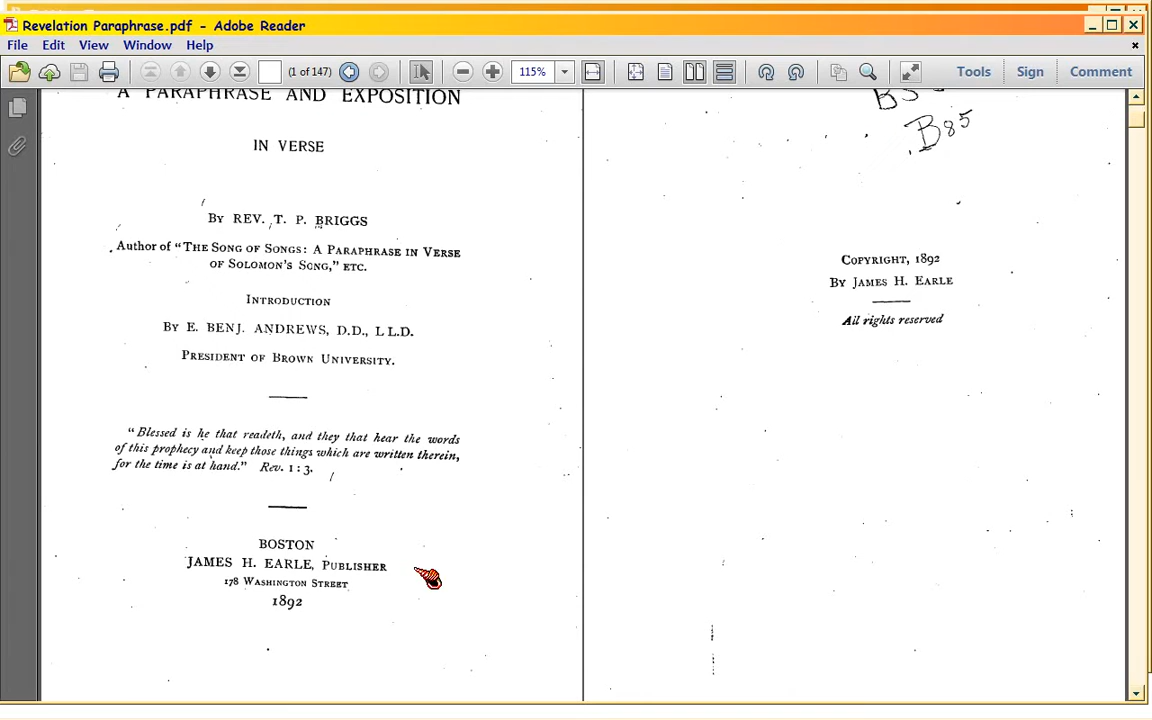 Revelation Paraphrase.pdf - Adobe Reader
File Edit View Window Help
(1 of 147) 115% Tools Sign Comment
A PARAPHRASE AND EXPOSITION
IN VERSE
By REV. T. P. BRIGGS
Author of "THE SONG OF SONGS: A PARAPHRASE IN VERSE
OF SOLOMON'S SONG," ETC.
INTRODUCTION
BY E. BENJ. ANDREWS, D.D., LL.D.
PRESIDENT OF BROWN UNIVERSITY.
"Blessed is he that readeth, and they that hear the words
of this prophecy and keep those things which are written therein,
for the time is at hand." Rev. 1:3.
BOSTON
JAMES H. EARLE, PUBLISHER
178 WASHINGTON STREET
1892
B85
COPYRIGHT, 1892
BY JAMES H. EARLE
All rights reserved